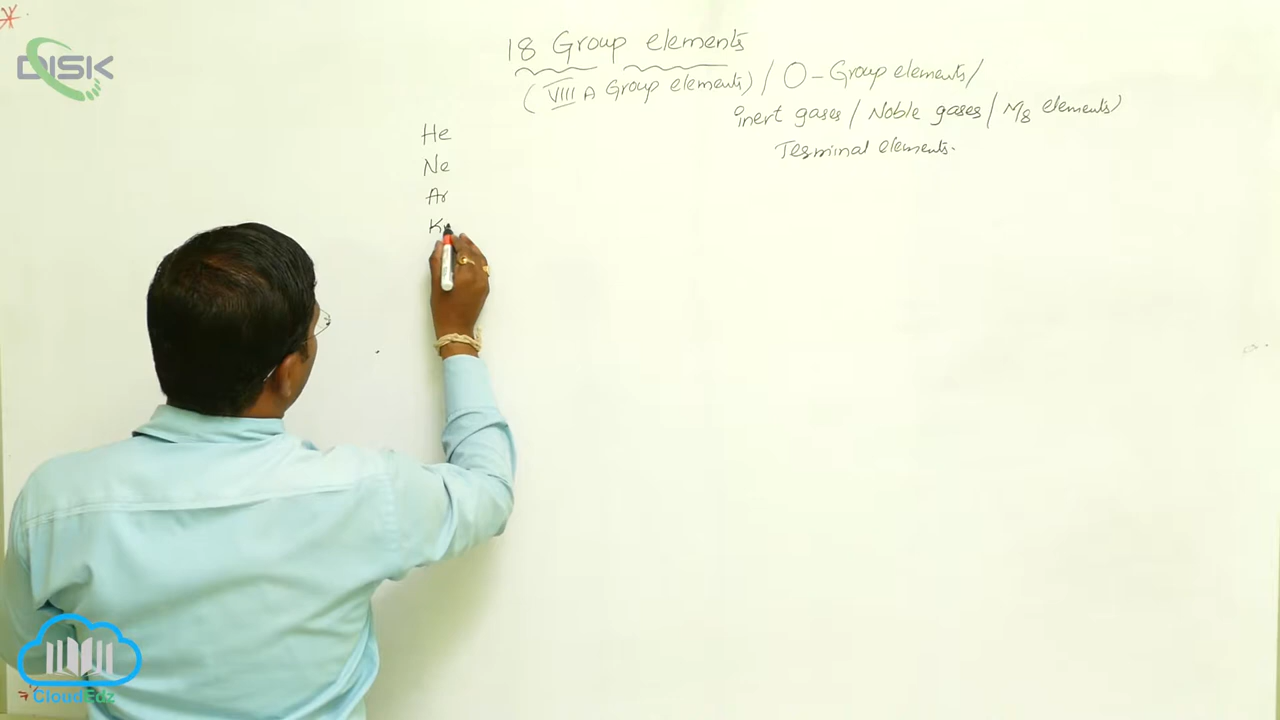 DISK
18 Group elements
(VIII A Group elements) / O-Group elements/
inert gases / Noble gases / M8 elements)
Terminal elements.
He
Ne
Ar
Kr
CloudEdz